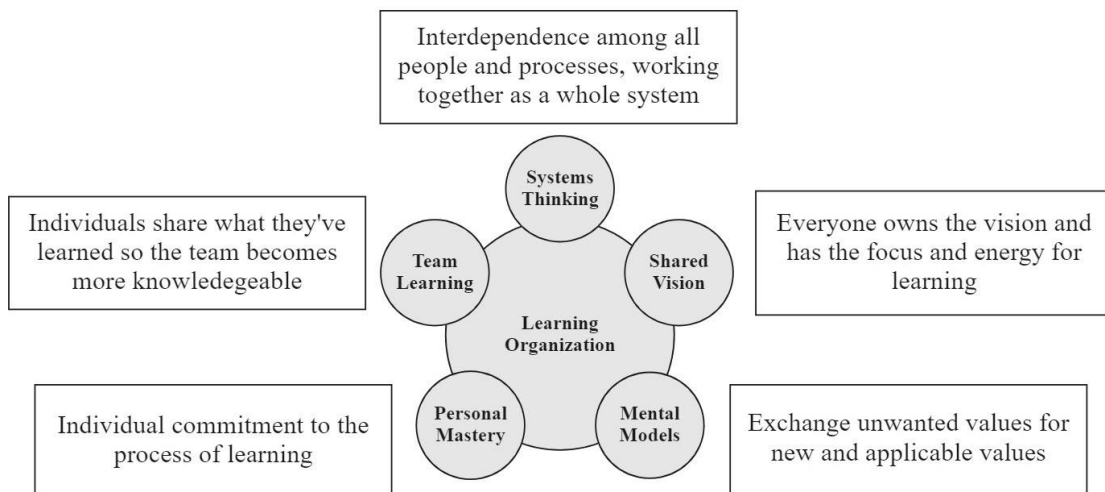 Interdependence among all
people and processes, working
together as a whole system
Systems
Thinking
Individuals share what they've
learned so the team becomes
more knowledegeable
Team
Learning
Shared
Vision
Everyone owns the vision and
has the focus and energy for
learning
Learning
Organization
Individual commitment to the
process of learning
Personal
Mastery
Mental
Models
Exchange unwanted values for
new and applicable values